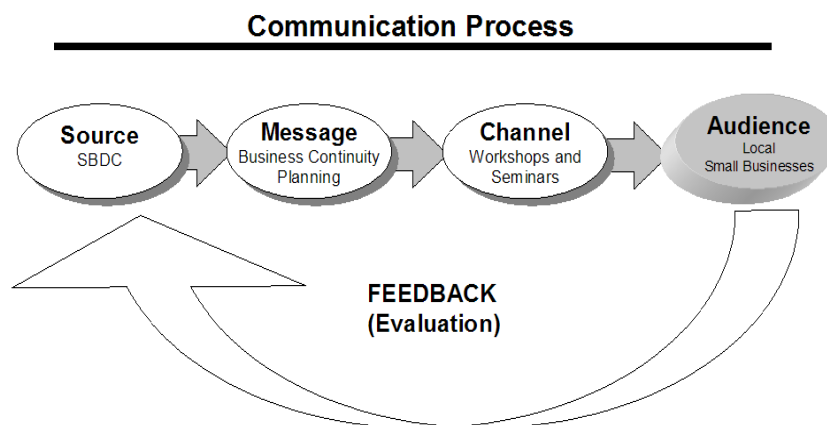 Communication Process
Source
SBDC
Message
Business Continuity
Planning
Channel
Workshops and
Seminars
Audience
Local
Small Businesses
FEEDBACK
(Evaluation)